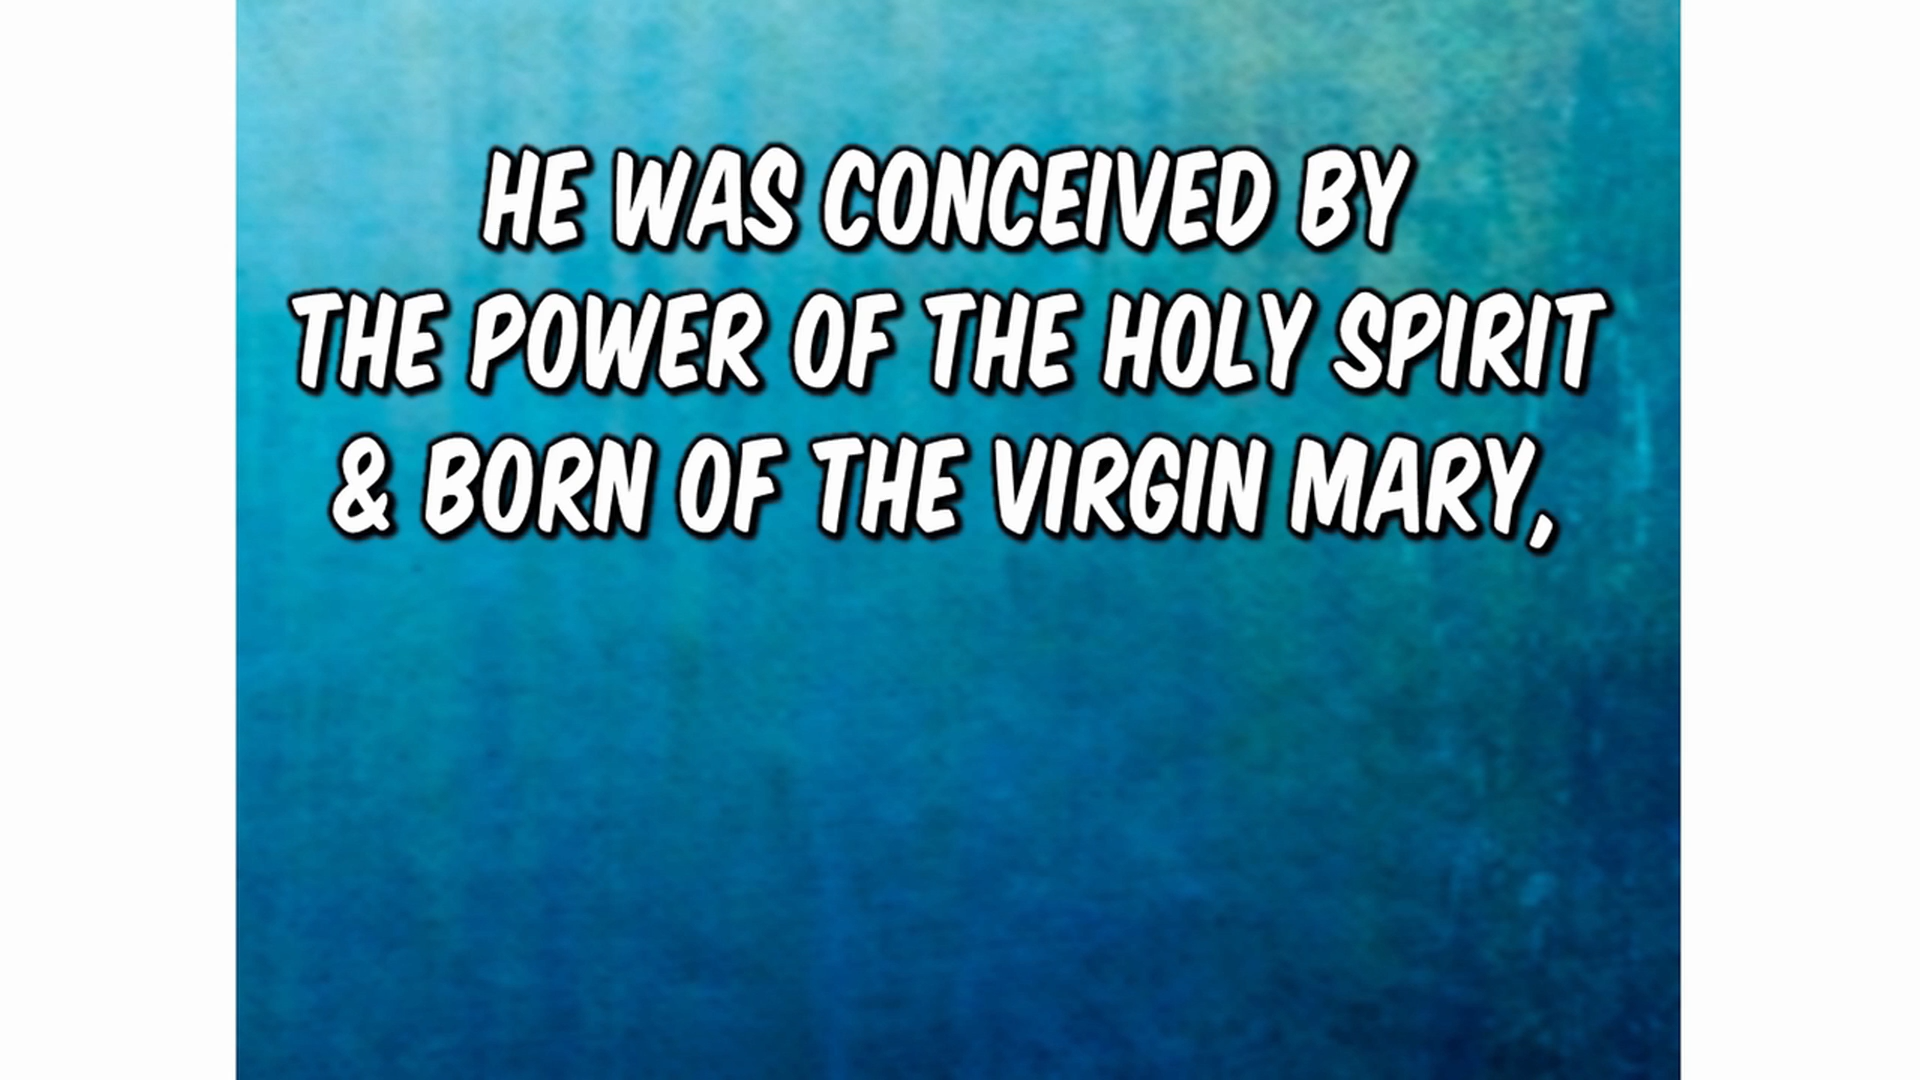 HE WAS CONCEIVED BY
THE POWER OF THE HOLY SPIRIT
& BORN OF THE VIRGIN MARY,